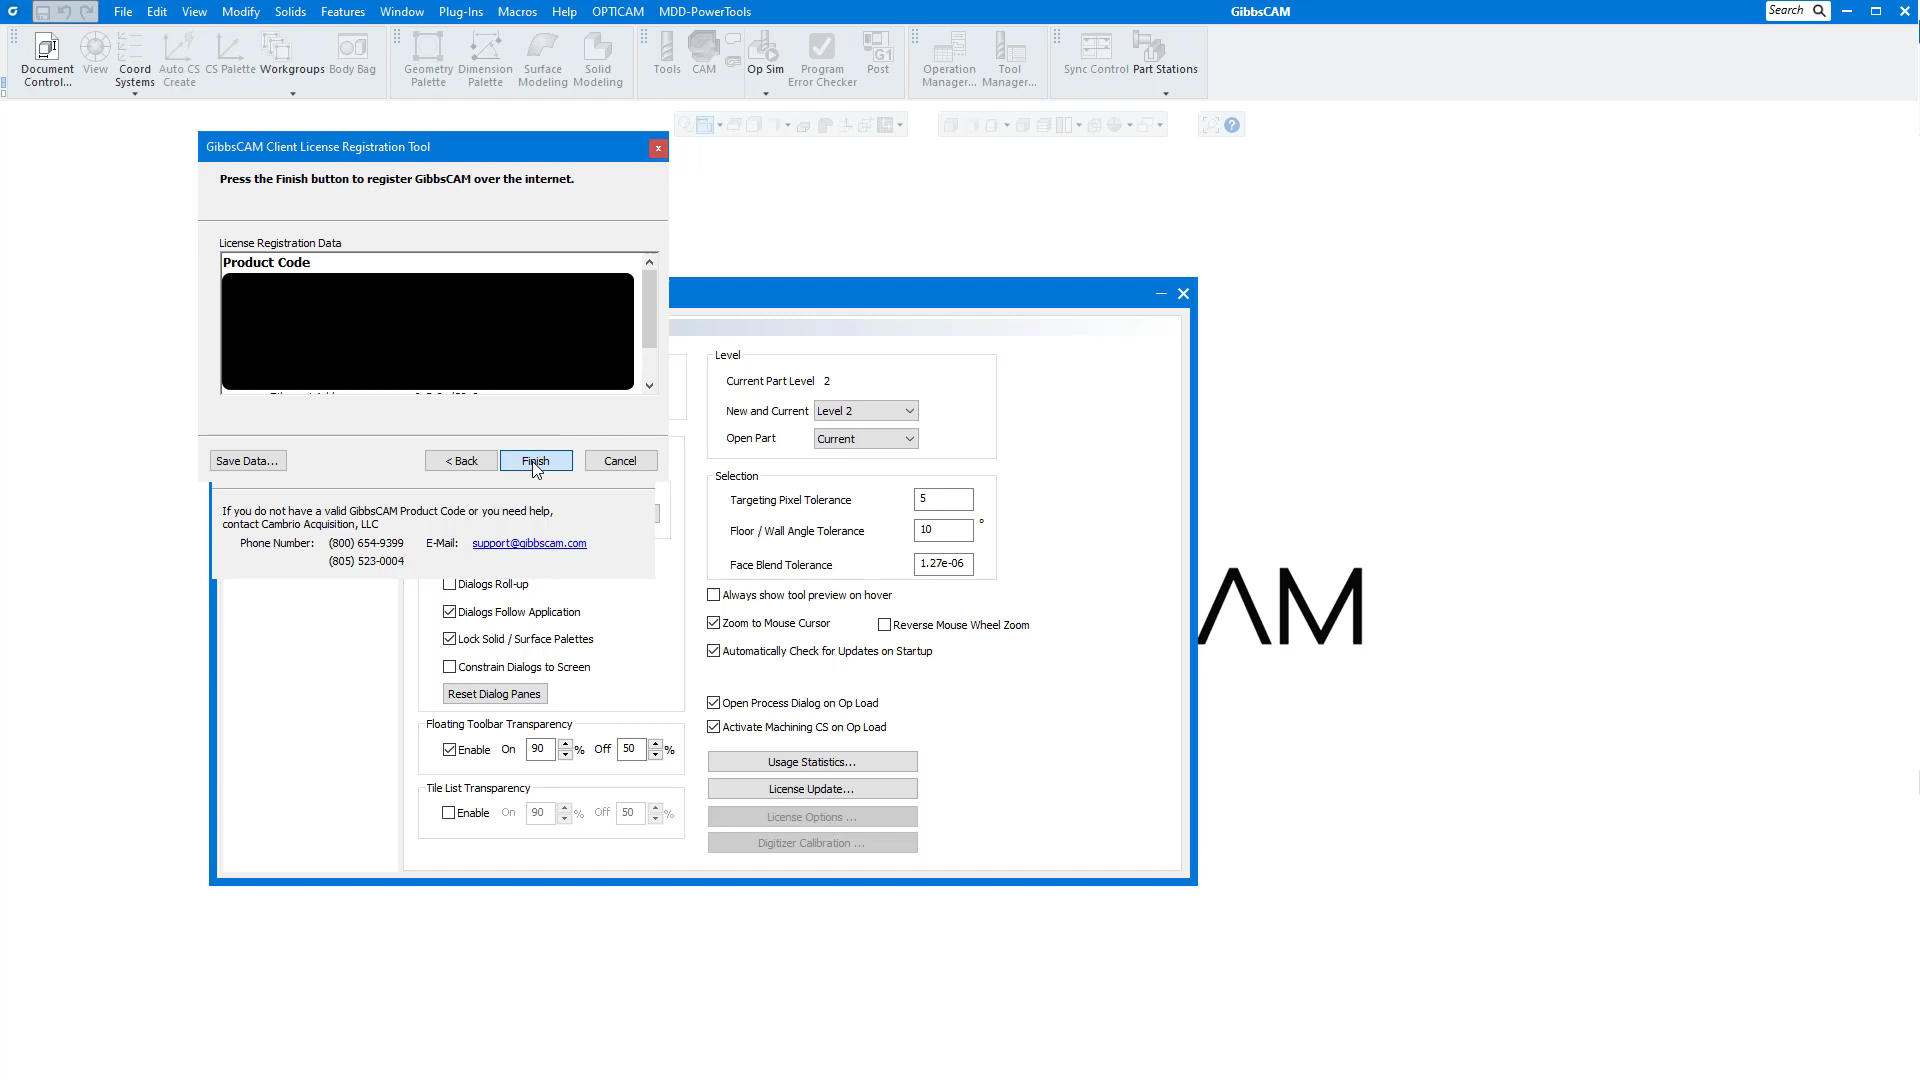 File Edit View Modify Solids Features Window Plug-Ins Macros Help OPTICAM MDD-PowerTools
GibbsCAM
Search
Document Control...
View
Coord Systems
Auto CS Create
CS Palette
Workgroups
Body Bag
Geometry Palette
Dimension Palette
Surface Modeling
Solid Modeling
Tools
CAM
Op Sim
Program Error Checker
Post
Operation Manager...
Tool Manager...
Sync Control
Part Stations
GibbsCAM Client License Registration Tool
Press the Finish button to register GibbsCAM over the internet.
License Registration Data
Product Code
Save Data...
< Back
Finish
Cancel
If you do not have a valid GibbsCAM Product Code or you need help,
contact Cambrio Acquisition, LLC
Phone Number: (800) 654-9399 E-Mail: support@gibbscam.com
(805) 523-0004
Dialogs Roll-up
Dialogs Follow Application
Lock Solid / Surface Palettes
Constrain Dialogs to Screen
Reset Dialog Panes
Floating Toolbar Transparency
Enable On 90 % Off 50 %
Tile List Transparency
Enable On 90 % Off 50 %
Level
Current Part Level 2
New and Current Level 2
Open Part Current
Selection
Targeting Pixel Tolerance 5
Floor / Wall Angle Tolerance 10 °
Face Blend Tolerance 1.27e-06
Always show tool preview on hover
Zoom to Mouse Cursor
Reverse Mouse Wheel Zoom
Automatically Check for Updates on Startup
Open Process Dialog on Op Load
Activate Machining CS on Op Load
Usage Statistics...
License Update...
License Options ...
Digitizer Calibration ...
AM